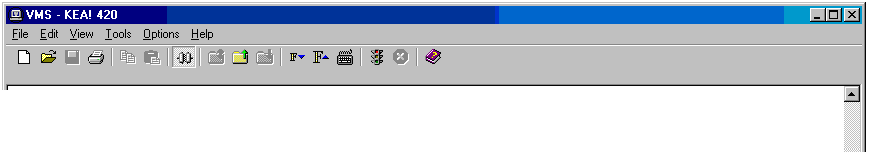 VMS - KEA! 420
File Edit View Tools Options Help
F F